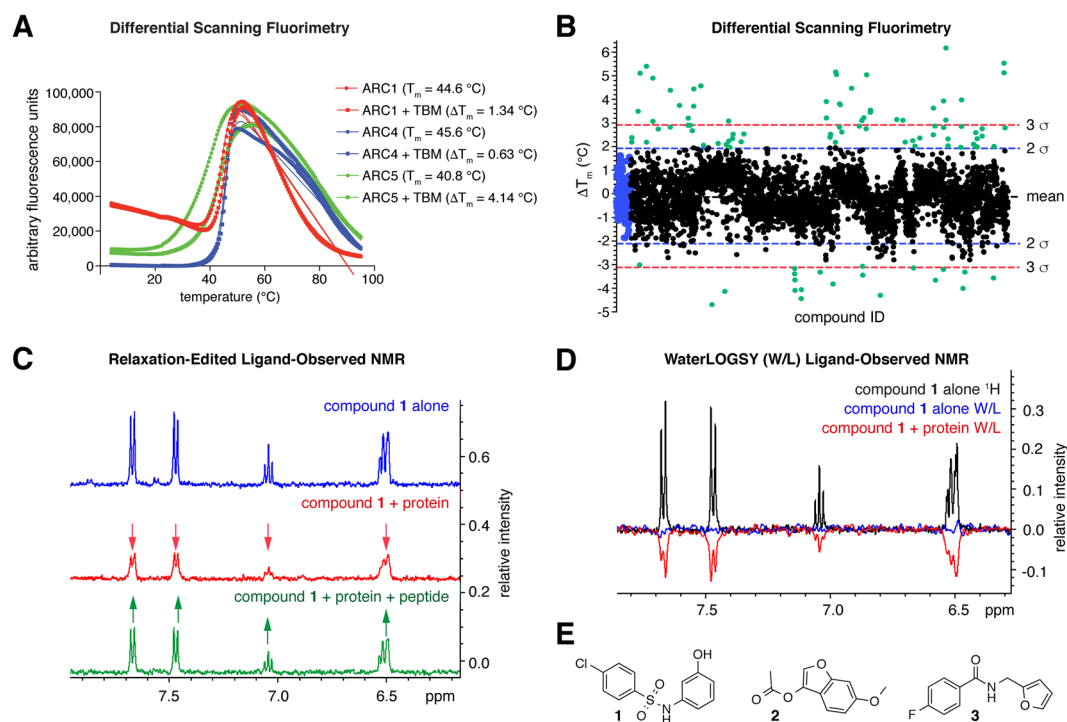 A
Differential Scanning Fluorimetry
ARC1 (Tm = 44.6 °C)
ARC1 + TBM (ΔTm = 1.34 °C)
ARC4 (Tm = 45.6 °C)
ARC4 + TBM (ΔTm = 0.63 °C)
ARC5 (Tm = 40.8 °C)
ARC5 + TBM (ΔTm = 4.14 °C)
arbitrary fluorescence units
100,000
80,000
60,000
40,000
20,000
0
20
40
60
80
100
temperature (°C)
B
Differential Scanning Fluorimetry
ΔTm (°C)
6
5
4
3
2
1
0
-1
-2
-3
-4
-5
3 σ
2 σ
mean
2 σ
3 σ
compound ID
C
Relaxation-Edited Ligand-Observed NMR
compound 1 alone
compound 1 + protein
compound 1 + protein + peptide
0.6
0.4
0.2
0.0
relative intensity
7.5
7.0
6.5
ppm
D
WaterLOGSY (W/L) Ligand-Observed NMR
compound 1 alone ¹H
compound 1 alone W/L
compound 1 + protein W/L
0.3
0.2
0.1
0.0
-0.1
relative intensity
7.5
7.0
6.5
ppm
E
Cl
O
S
O
N
H
OH
1
O
O
O
O
2
F
O
N
H
O
3